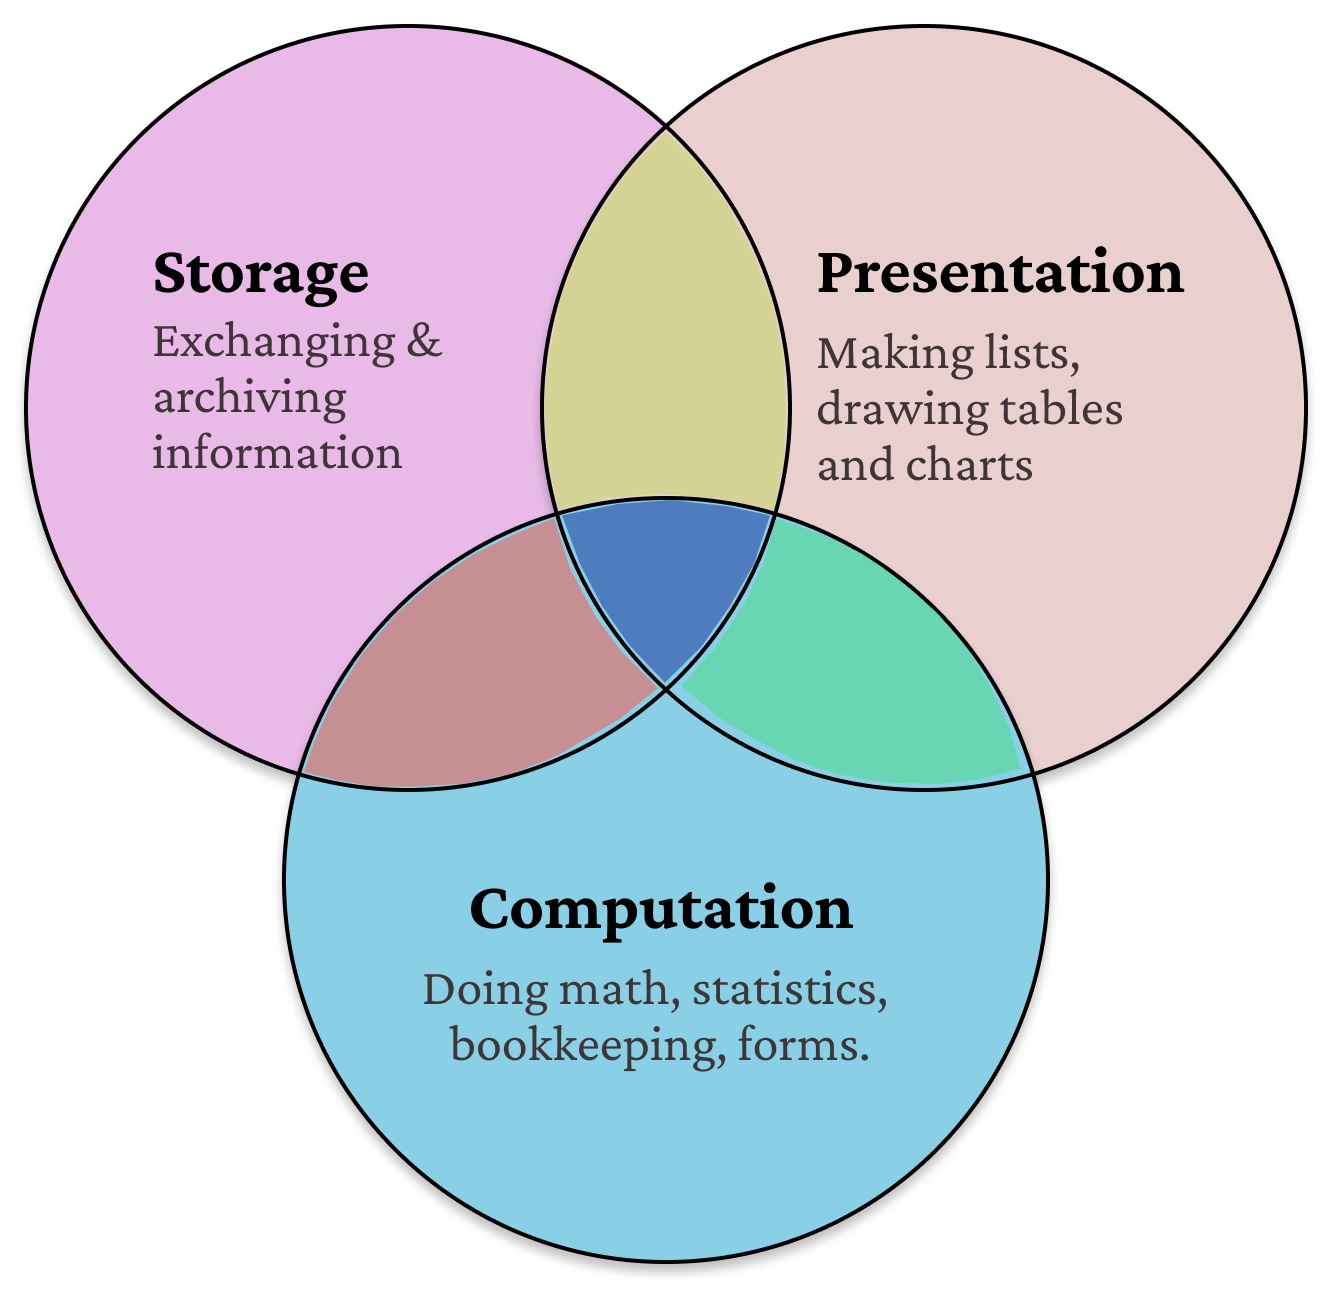 Storage
Exchanging &
archiving
information
Presentation
Making lists,
drawing tables
and charts
Computation
Doing math, statistics,
bookkeeping, forms.